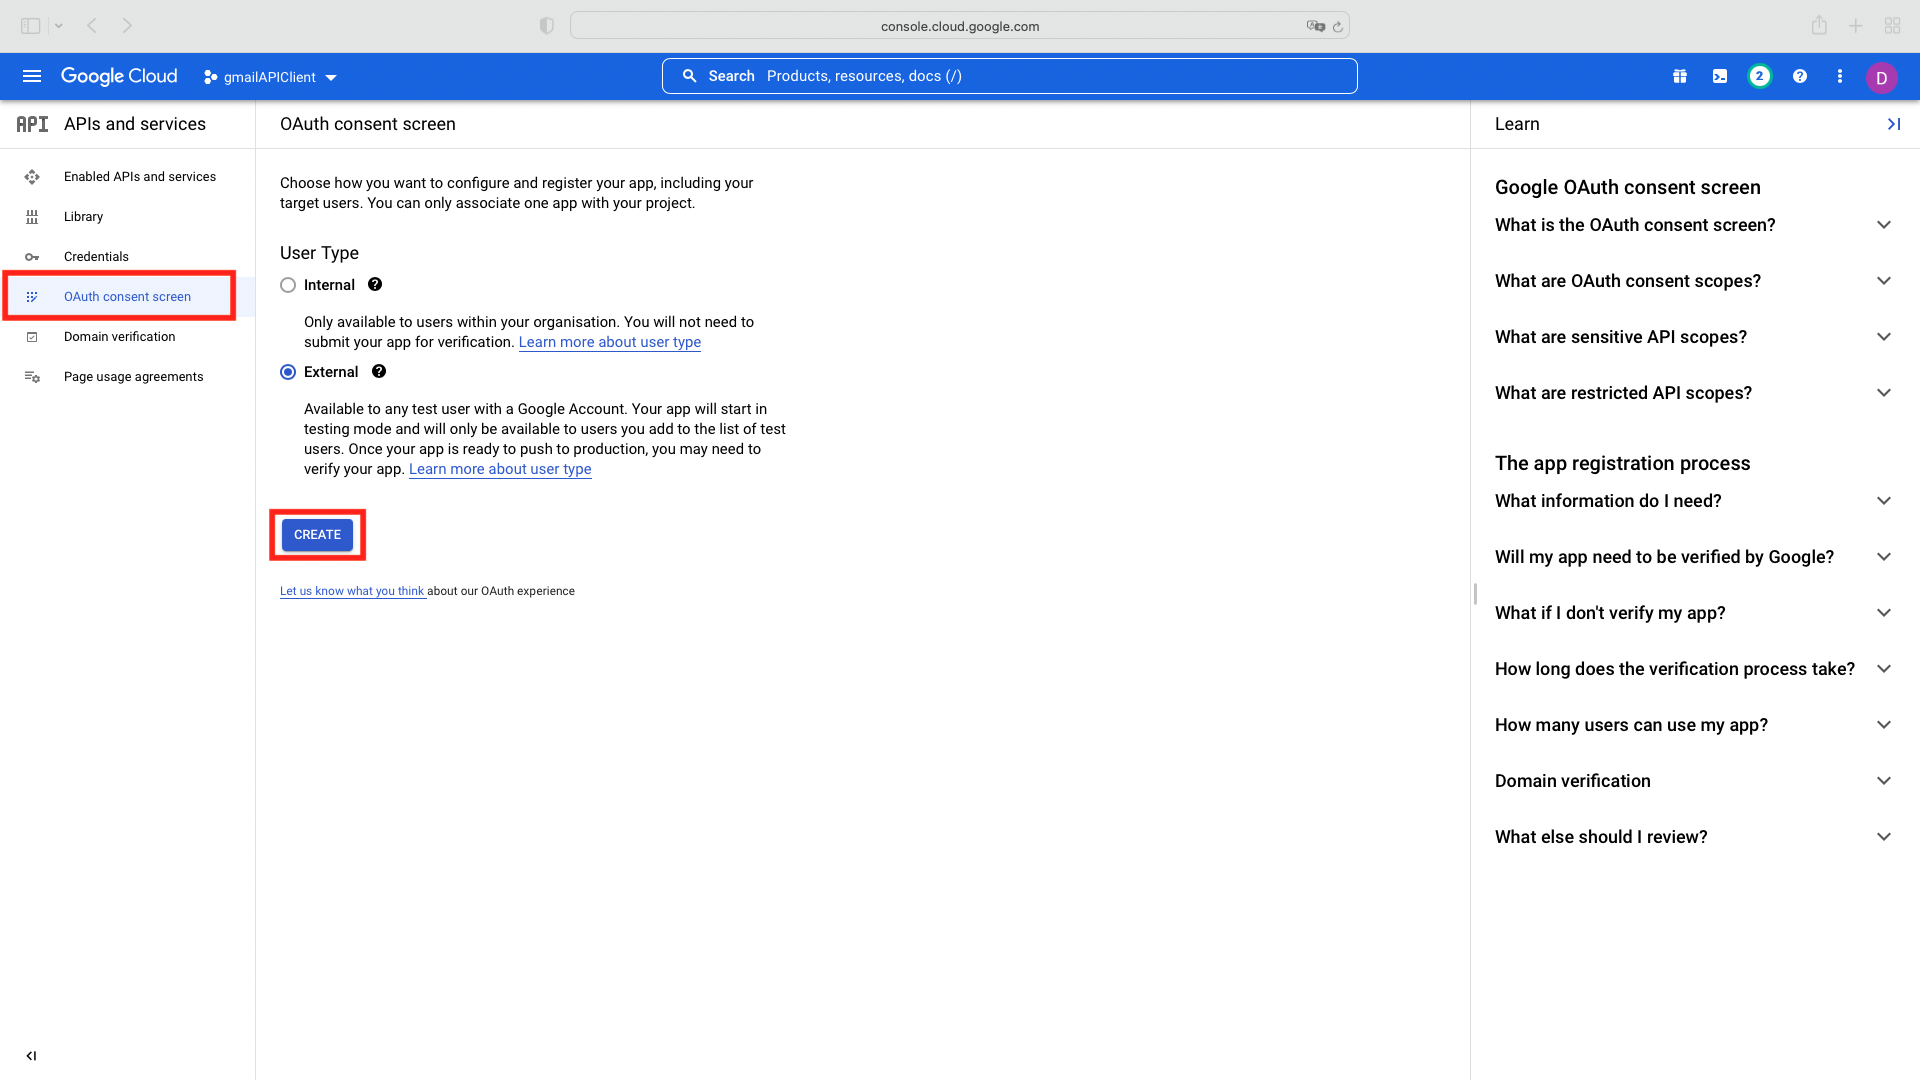 console.cloud.google.com
Google Cloud
gmailAPIClient
Search Products, resources, docs (/)
2
D
API APIs and services
Enabled APIs and services
Library
Credentials
OAuth consent screen
Domain verification
Page usage agreements
OAuth consent screen
Choose how you want to configure and register your app, including your
target users. You can only associate one app with your project.
User Type
Internal
Only available to users within your organisation. You will not need to
submit your app for verification. Learn more about user type
External
Available to any test user with a Google Account. Your app will start in
testing mode and will only be available to users you add to the list of test
users. Once your app is ready to push to production, you may need to
verify your app. Learn more about user type
CREATE
Let us know what you think about our OAuth experience
Learn
Google OAuth consent screen
What is the OAuth consent screen?
What are OAuth consent scopes?
What are sensitive API scopes?
What are restricted API scopes?
The app registration process
What information do I need?
Will my app need to be verified by Google?
What if I don't verify my app?
How long does the verification process take?
How many users can use my app?
Domain verification
What else should I review?